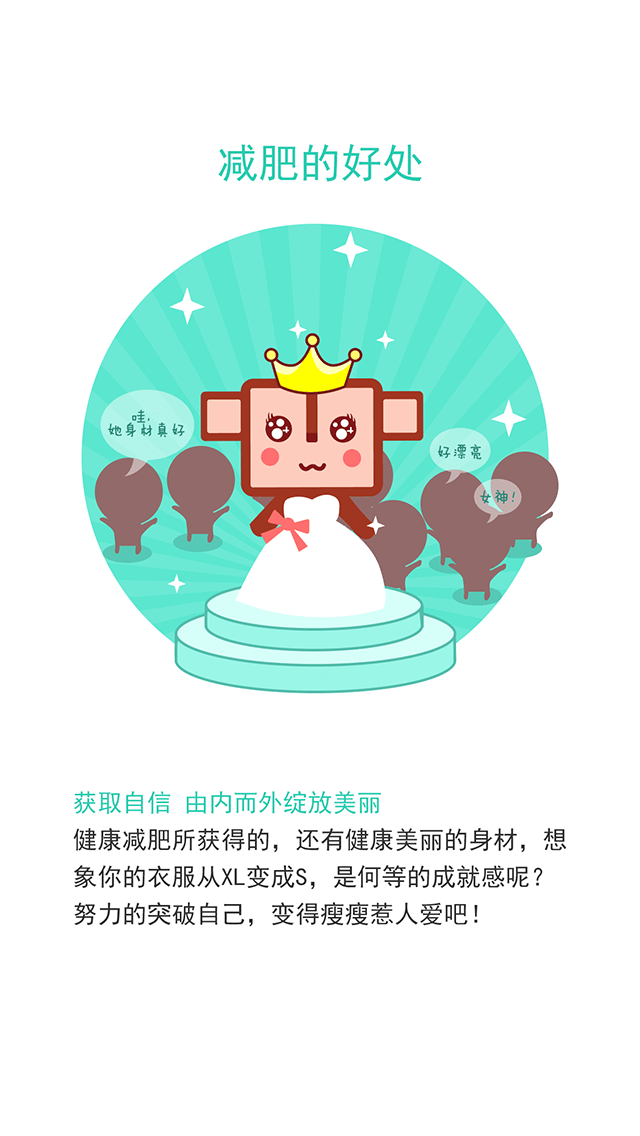 减肥的好处
哇,
她身材真好
好漂亮
女神!
获取自信 由内而外绽放美丽
健康减肥所获得的，还有健康美丽的身材，想
象你的衣服从XL变成S，是何等的成就感呢？
努力的突破自己，变得瘦瘦惹人爱吧！